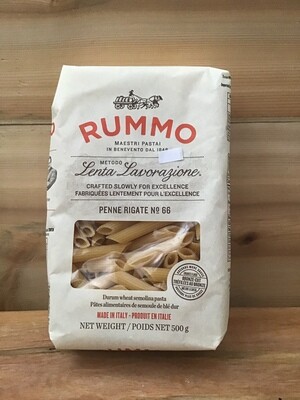 RUMMO
MAESTRI PASTAI
IN BENEVENTO DAL
METODO
Lenta Lavorazione.
CRAFTED SLOWLY FOR EXCELLENCE
FABRIQUÉES LENTEMENT POUR L'EXCELLENCE
PENNE RIGATE Nº 66
Durum wheat semolina pasta
Pâtes alimentaires de semoule de blé dur
MADE IN ITALY • PRODUIT EN ITALIE
NET WEIGHT / POIDS NET 500 g